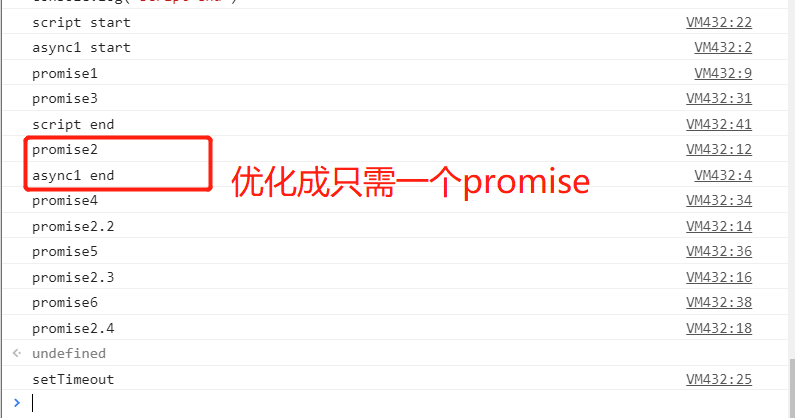 script start VM432:22
async1 start VM432:2
promise1 VM432:9
promise3 VM432:31
script end VM432:41
promise2 VM432:12
async1 end VM432:4
优化成只需一个promise
promise4 VM432:34
promise2.2 VM432:14
promise5 VM432:36
promise2.3 VM432:16
promise6 VM432:38
promise2.4 VM432:18
undefined
setTimeout VM432:25